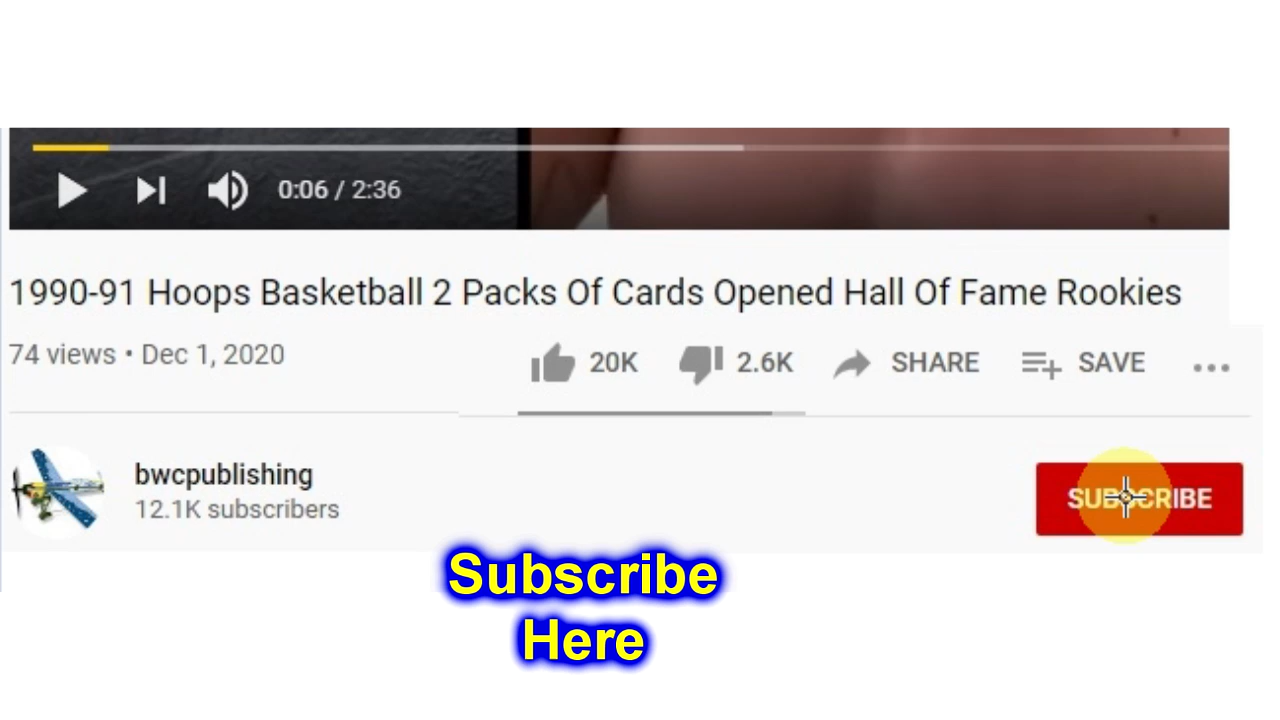 0:06 / 2:36
1990-91 Hoops Basketball 2 Packs Of Cards Opened Hall Of Fame Rookies
74 views • Dec 1, 2020
20K 2.6K SHARE SAVE
bwcpublishing
12.1K subscribers
SUBSCRIBE
Subscribe
Here